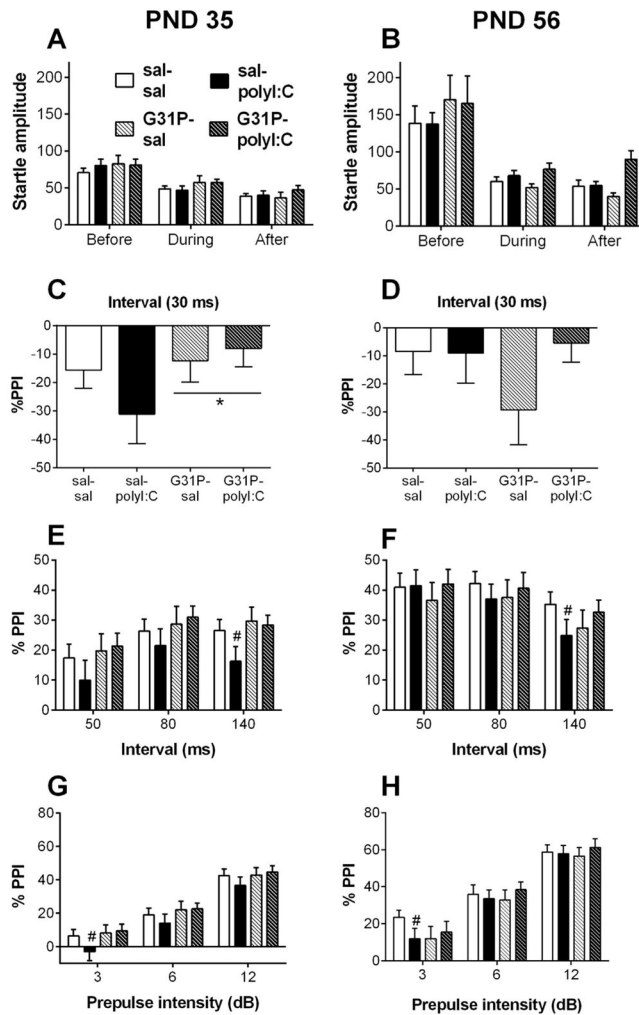 PND 35
PND 56
A
Startle amplitude
200
150
100
50
0
sal-
sal
sal-
polyI:C
G31P-
sal
G31P-
polyI:C
Before
During
After
B
Startle amplitude
200
150
100
50
0
Before
During
After
C
Interval (30 ms)
%PPI
0
-10
-20
-30
-40
-50
*
sal-
sal
sal-
polyI:C
G31P-
sal
G31P-
polyI:C
D
Interval (30 ms)
%PPI
0
-10
-20
-30
-40
-50
sal-
sal
sal-
polyI:C
G31P-
sal
G31P-
polyI:C
E
% PPI
50
40
30
20
10
0
#
50
80
140
Interval (ms)
F
% PPI
50
40
30
20
10
0
#
50
80
140
Interval (ms)
G
% PPI
80
60
40
20
0
#
3
6
12
Prepulse intensity (dB)
H
% PPI
80
60
40
20
0
#
3
6
12
Prepulse intensity (dB)